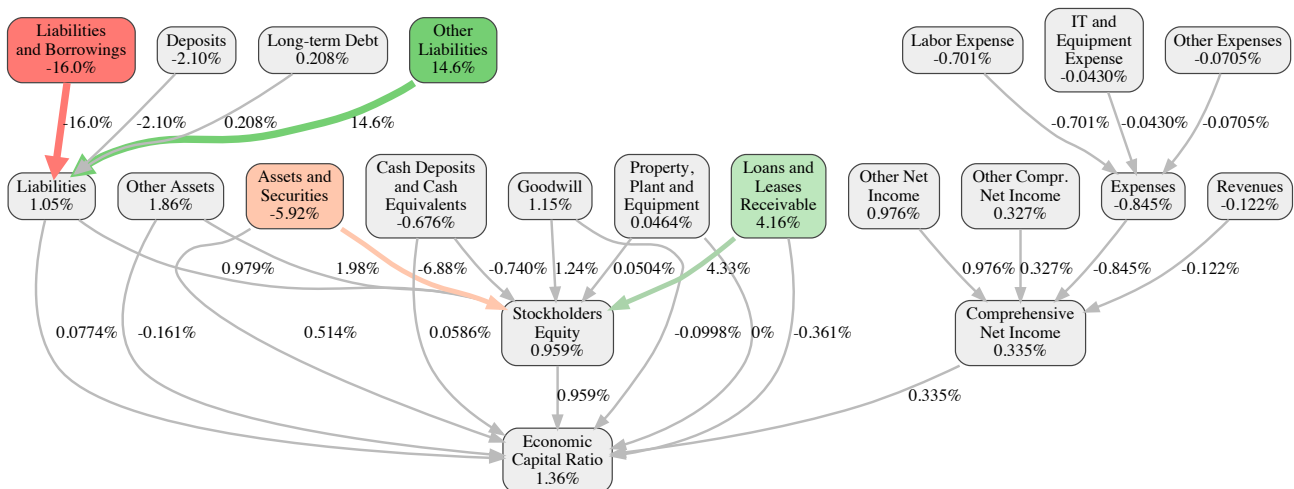 Liabilities
and Borrowings
-16.0%
Deposits
-2.10%
Long-term Debt
0.208%
Other
Liabilities
14.6%
Labor Expense
-0.701%
IT and
Equipment
Expense
-0.0430%
Other Expenses
-0.0705%
-16.0%
-2.10%
0.208%
14.6%
-0.701%
-0.0430%
-0.0705%
Liabilities
1.05%
Other Assets
1.86%
Assets and
Securities
-5.92%
Cash Deposits
and Cash
Equivalents
-0.676%
Goodwill
1.15%
Property,
Plant and
Equipment
0.0464%
Loans and
Leases
Receivable
4.16%
Other Net
Income
0.976%
Other Compr.
Net Income
0.327%
Expenses
-0.845%
Revenues
-0.122%
0.979%
1.98%
-6.88%
-0.740%
1.24%
0.0504%
4.33%
0.976%
0.327%
-0.845%
-0.122%
0.0774%
-0.161%
0.514%
0.0586%
Stockholders
Equity
0.959%
-0.0998%
0%
-0.361%
Comprehensive
Net Income
0.335%
0.959%
0.335%
Economic
Capital Ratio
1.36%